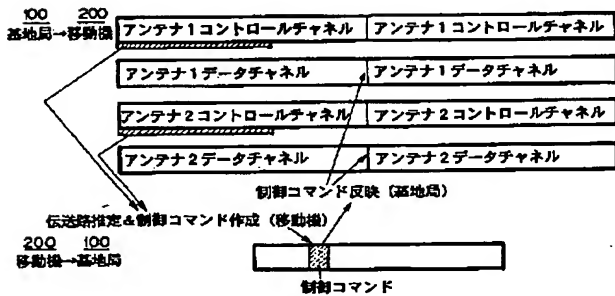 100 200
基地局→移動機
アンテナ1コントロールチャネル アンテナ1コントロールチャネル
アンテナ1データチャネル アンテナ1データチャネル
アンテナ2コントロールチャネル アンテナ2コントロールチャネル
アンテナ2データチャネル アンテナ2データチャネル
制御コマンド反映(基地局)
伝送路推定&制御コマンド作成(移動機)
200 100
移動機→基地局
制御コマンド